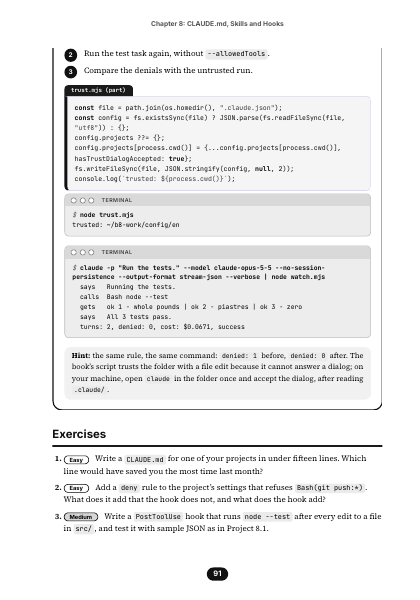 Chapter 8: CLAUDE.md, Skills and Hooks
2 Run the test task again, without --allowedTools.
3 Compare the denials with the untrusted run.
trust.mjs (part)
const file = path.join(os.homedir(), ".claude.json");
const config = fs.existsSync(file) ? JSON.parse(fs.readFileSync(file,
"utf8")) : {};
config.projects ??= {};
config.projects[process.cwd()] = {...config.projects[process.cwd()],
hasTrustDialogAccepted: true};
fs.writeFileSync(file, JSON.stringify(config, null, 2));
console.log(`trusted: ${process.cwd()}`);
TERMINAL
$ node trust.mjs
trusted: ~/b8-work/config/en
TERMINAL
$ claude -p "Run the tests." --model claude-opus-5-5 --no-session-
persistence --output-format stream-json --verbose | node watch.mjs
says Running the tests.
calls Bash node --test
gets ok 1 - whole pounds | ok 2 - piastres | ok 3 - zero
says All 3 tests pass.
turns: 2, denied: 0, cost: $0.0671, success
Hint: the same rule, the same command: denied: 1 before, denied: 0 after. The
book's script trusts the folder with a file edit because it cannot answer a dialog; on
your machine, open claude in the folder once and accept the dialog, after reading
.claude/.
Exercises
1. Easy Write a CLAUDE.md for one of your projects in under fifteen lines. Which
line would have saved you the most time last month?
2. Easy Add a deny rule to the project's settings that refuses Bash(git push:*).
What does it add that the hook does not, and what does the hook add?
3. Medium Write a PostToolUse hook that runs node --test after every edit to a file
in src/, and test it with sample JSON as in Project 8.1.
91